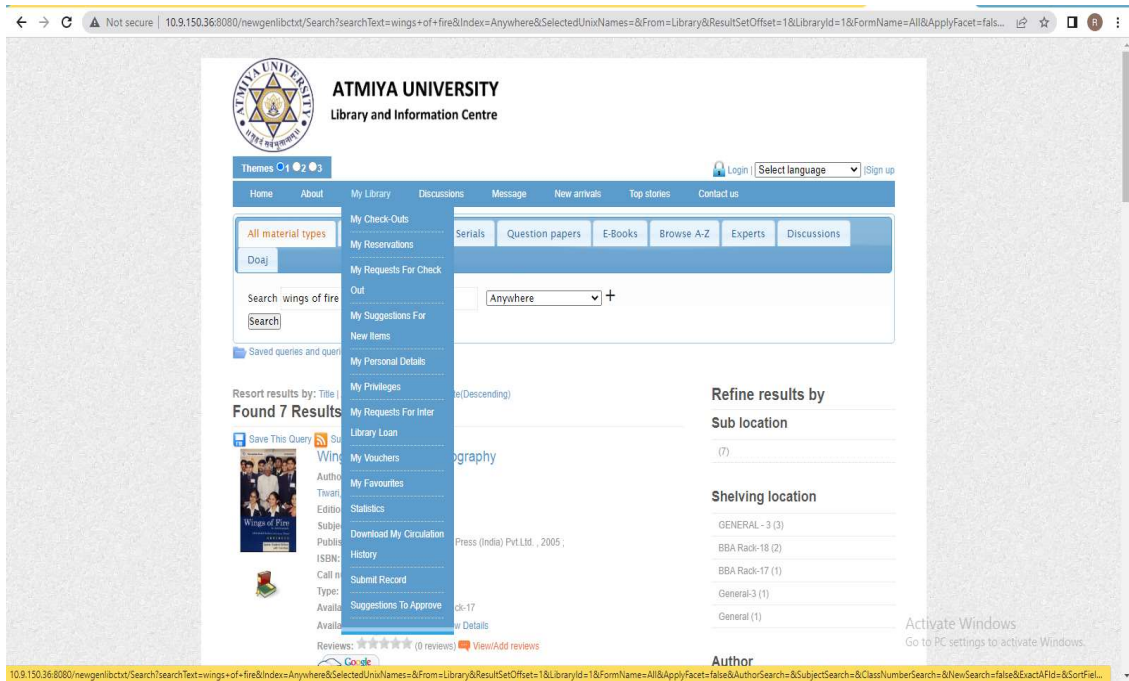 Not secure | 10.9.150.36:8080/newgenlibctxt/Search?searchText=wings+of+fire&Index=Anywhere&SelectedUnixNames=&From=Library&ResultSetOffset=1&LibraryId=1&FormName=All&ApplyFacet=fals...
R
ATMIYA UNIVERSITY
ATMIYA UNIVERSITY
Library and Information Centre
Themes 1 2 3
Login | Select language |Sign up
Home About My Library Discussions Message New arrivals Top stories Contact us
All material types Serials Question papers E-Books Browse A-Z Experts Discussions
Doaj
Search wings of fire Anywhere +
Search
Saved queries and quer
My Check-Outs
My Reservations
My Requests For Check
Out
My Suggestions For
New Items
My Personal Details
My Privileges
My Requests For Inter
Library Loan
My Vouchers
My Favourites
Statistics
Download My Circulation
History
Submit Record
Suggestions To Approve
Resort results by: Title | te(Descending)
Found 7 Results
Save This Query Su
Wings of Fire
Wing ography
Autho
Tiwari,
Editio
Subje
Publis Press (India) Pvt.Ltd. , 2005 ;
ISBN:
Call n
Type:
Availa ck-17
Availa w Details
Reviews: (0 reviews) View/Add reviews
Google
Refine results by
Sub location
(7)
Shelving location
GENERAL - 3 (3)
BBA Rack-18 (2)
BBA Rack-17 (1)
General-3 (1)
General (1)
Author
Activate Windows
Go to PC settings to activate Windows.
10.9.150.36:8080/newgenlibctxt/Search?searchText=wings+of+fire&Index=Anywhere&SelectedUnixNames=&From=Library&ResultSetOffset=1&LibraryId=1&FormName=All&ApplyFacet=false&AuthorSearch=&SubjectSearch=&ClassNumberSearch=&NewSearch=false&ExactAFId=&SortFiel...